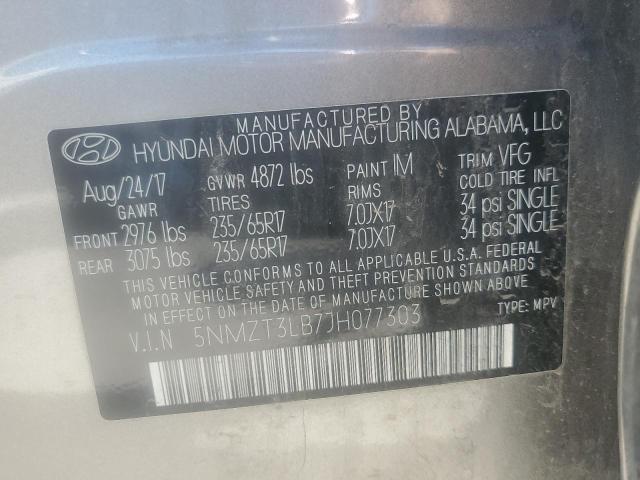 MANUFACTURED BY
HYUNDAI MOTOR MANUFACTURING ALABAMA, LLC
Aug/24/17 GVWR 4872 lbs PAINT IM TRIM VFG
GAWR TIRES RIMS COLD TIRE INFL
FRONT 2976 lbs 235/65R17 7.0JX17 34 psi SINGLE
REAR 3075 lbs 235/65R17 7.0JX17 34 psi SINGLE
THIS VEHICLE CONFORMS TO ALL APPLICABLE U.S.A. FEDERAL
MOTOR VEHICLE SAFETY AND THEFT PREVENTION STANDARDS
IN EFFECT ON THE DATE OF MANUFACTURE SHOWN ABOVE.
V.I.N 5NMZT3LB7JH077303 TYPE: MPV